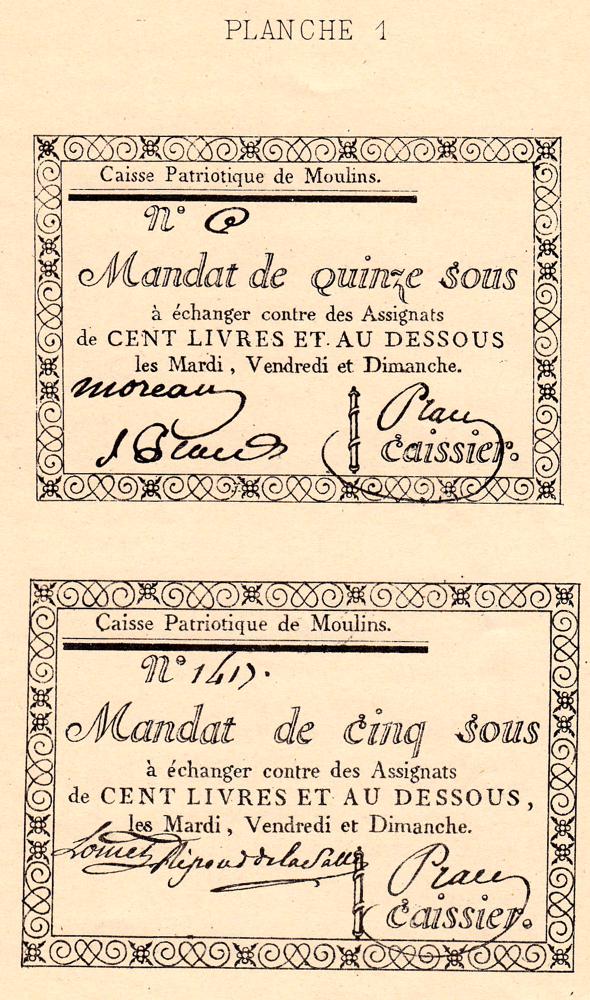 PLANCHE 1
Caisse Patriotique de Moulins.
N°
Mandat de quinze sous
à échanger contre des Assignats
de CENT LIVRES ET AU DESSOUS
les Mardi, Vendredi et Dimanche.
moreau
Caissier.
Caisse Patriotique de Moulins.
N° 1417.
Mandat de cinq sous
à échanger contre des Assignats
de CENT LIVRES ET AU DESSOUS,
les Mardi, Vendredi et Dimanche.
Caissier.